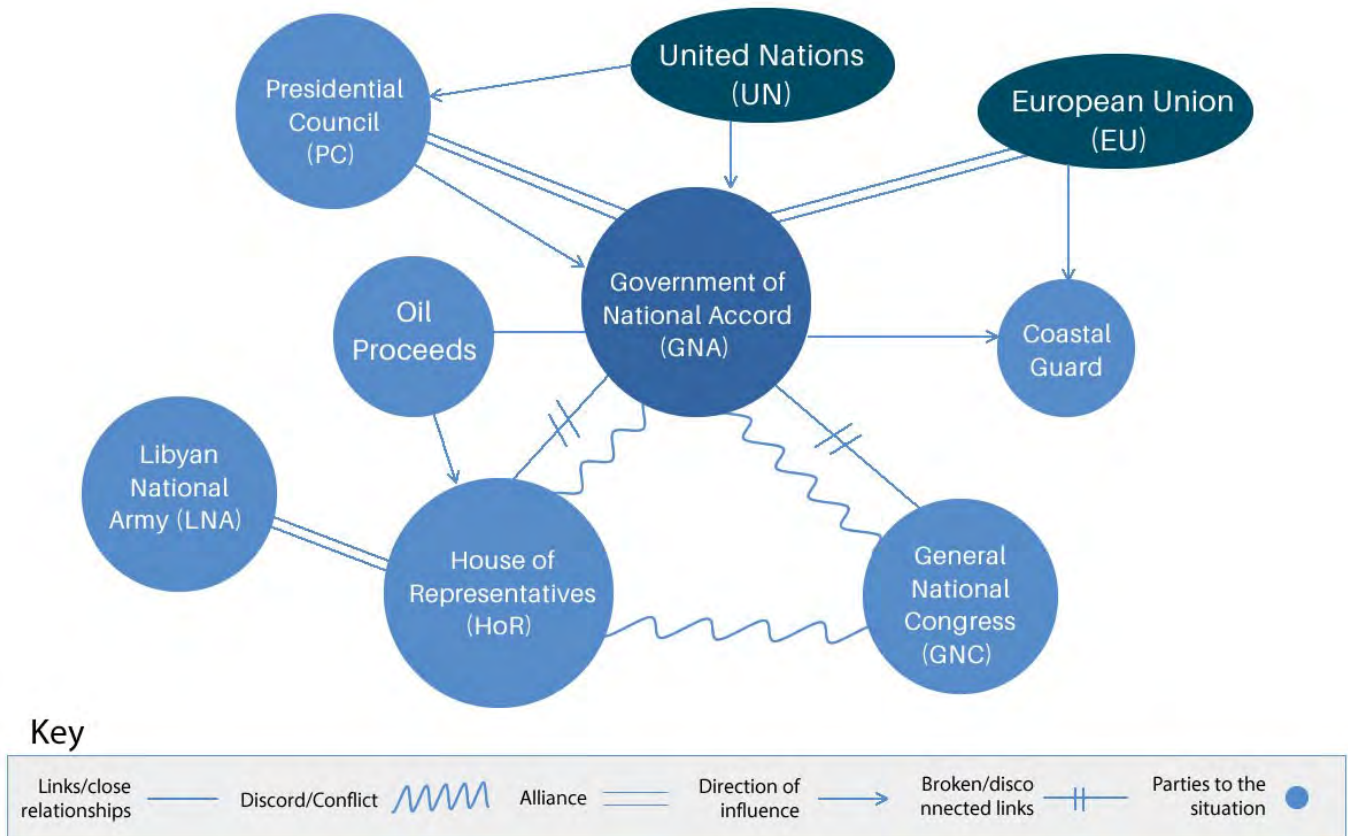 United Nations
(UN)
European Union
(EU)
Presidential
Council
(PC)
Government of
National Accord
(GNA)
Oil
Proceeds
Coastal
Guard
Libyan
National
Army (LNA)
House of
Representatives
(HoR)
General
National
Congress
(GNC)
Key
Links/close
relationships
Discord/Conflict
Alliance
Direction of
influence
Broken/disco
nnected links
Parties to the
situation